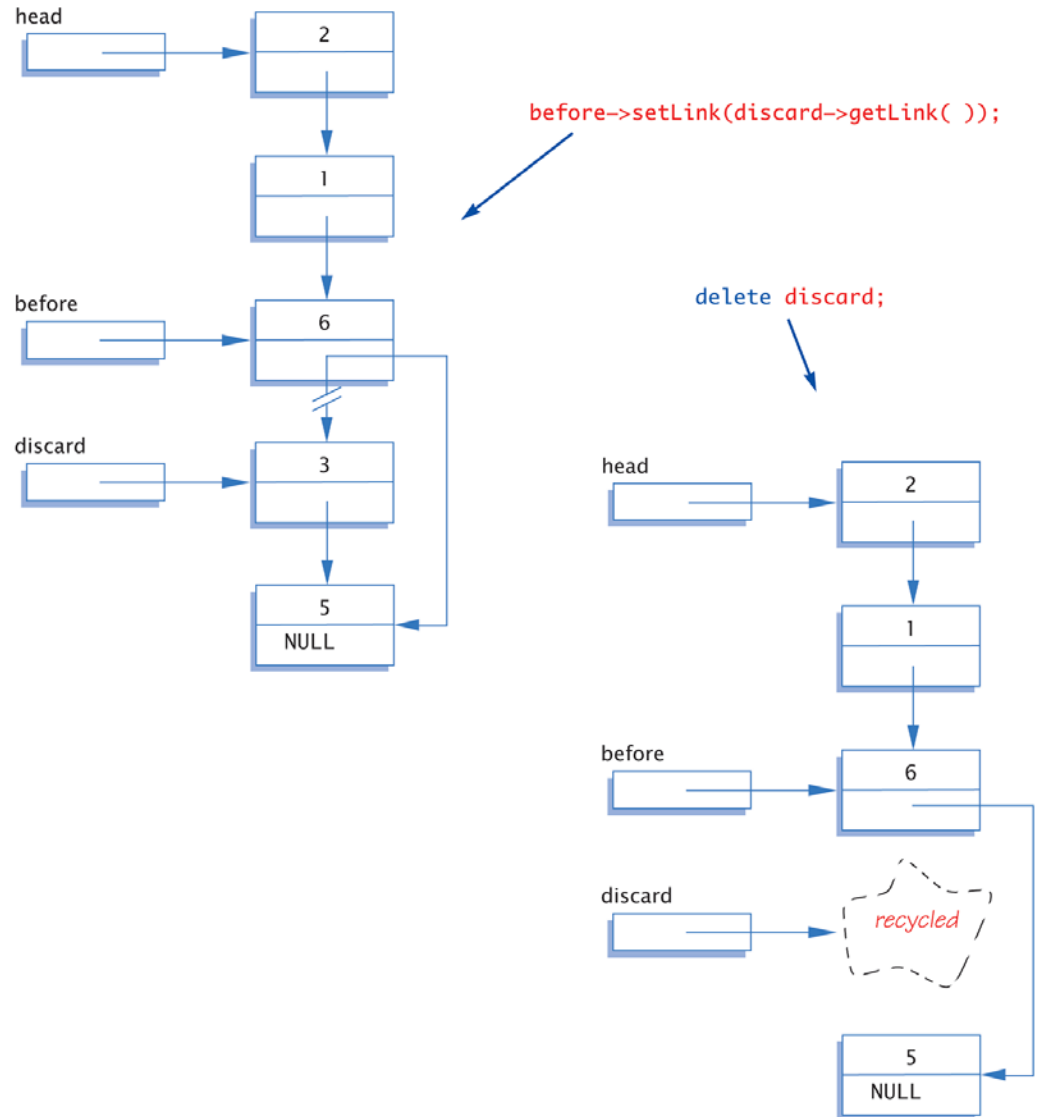 head
2
before->setLink(discard->getLink( ));
1
before
6
delete discard;
discard
3
head
2
5
NULL
1
before
6
discard
recycled
5
NULL